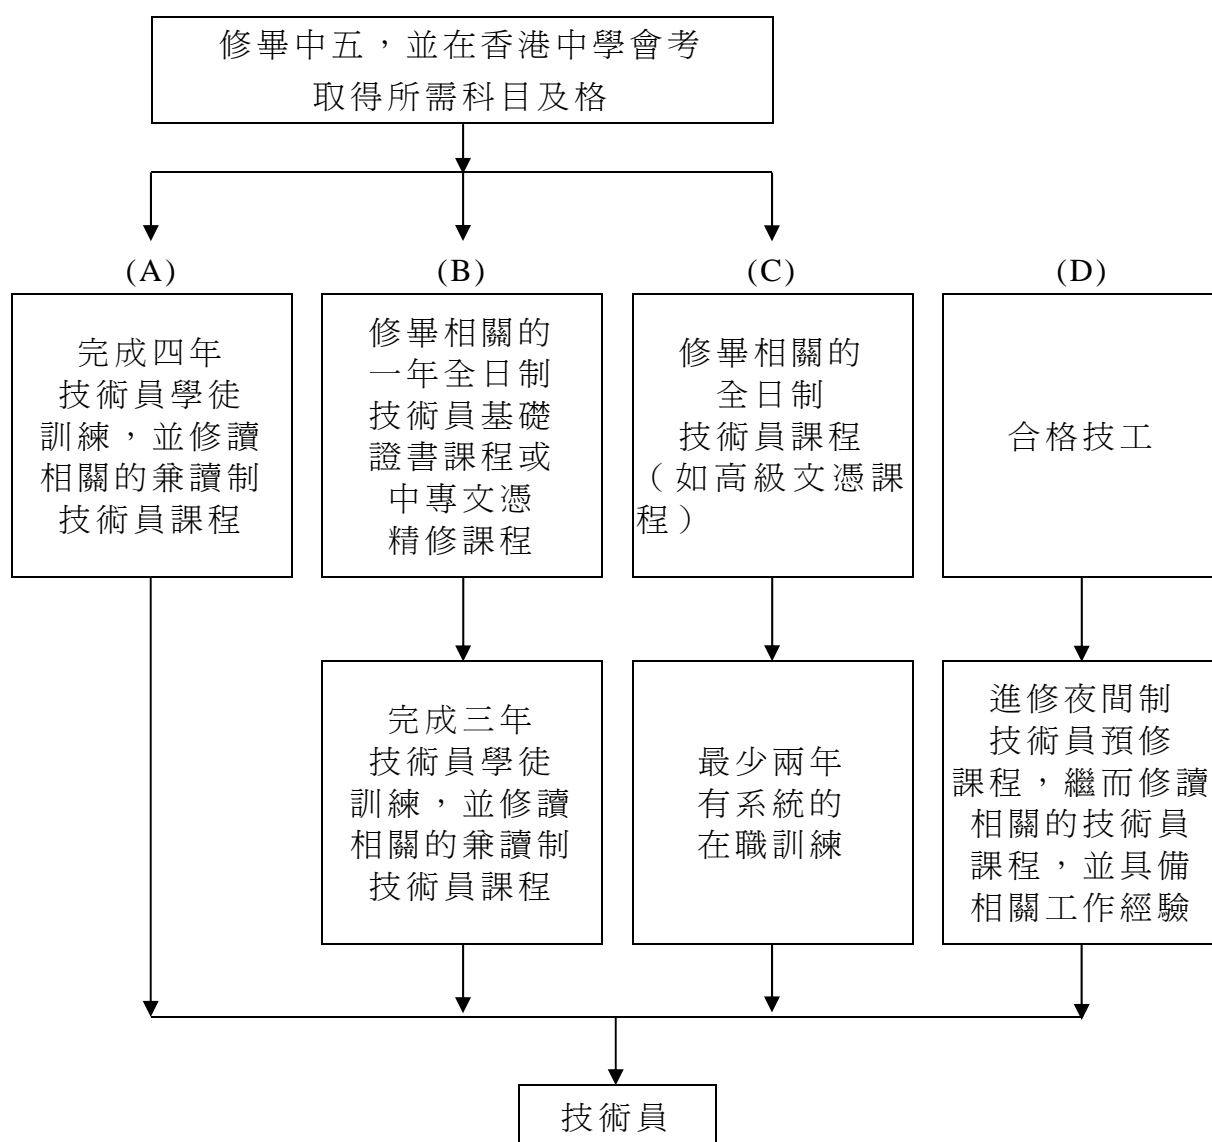 修畢中五，並在香港中學會考
取得所需科目及格
(A)
完成四年
技術員學徒
訓練，並修讀
相關的兼讀制
技術員課程
(B)
修畢相關的
一年全日制
技術員基礎
證書課程或
中專文憑
精修課程
(C)
修畢相關的
全日制
技術員課程
（如高級文憑課
程）
(D)
合格技工
完成三年
技術員學徒
訓練，並修讀
相關的兼讀制
技術員課程
最少兩年
有系統的
在職訓練
進修夜間制
技術員預修
課程，繼而修讀
相關的技術員
課程，並具備
相關工作經驗
技術員